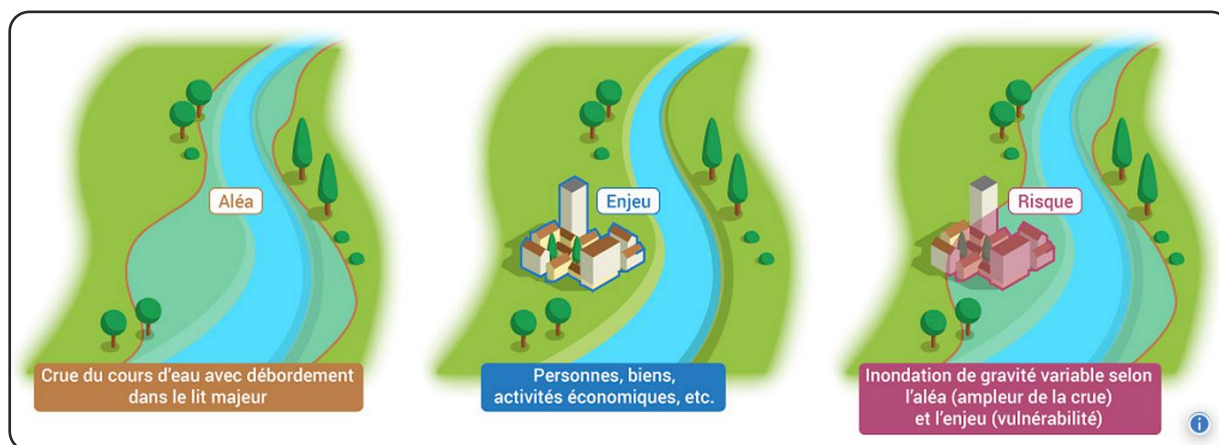 Aléa
Crue du cours d’eau avec débordement
dans le lit majeur
Enjeu
Personnes, biens,
activités économiques, etc.
Risque
Inondation de gravité variable selon
l’aléa (ampleur de la crue)
et l’enjeu (vulnérabilité)
i